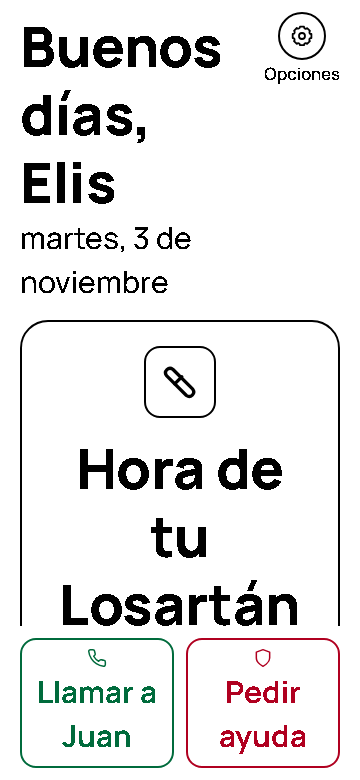 Buenos
días,
Elis
Opciones
martes, 3 de
noviembre
Hora de
tu
Losartán
Llamar a
Juan
Pedir
ayuda